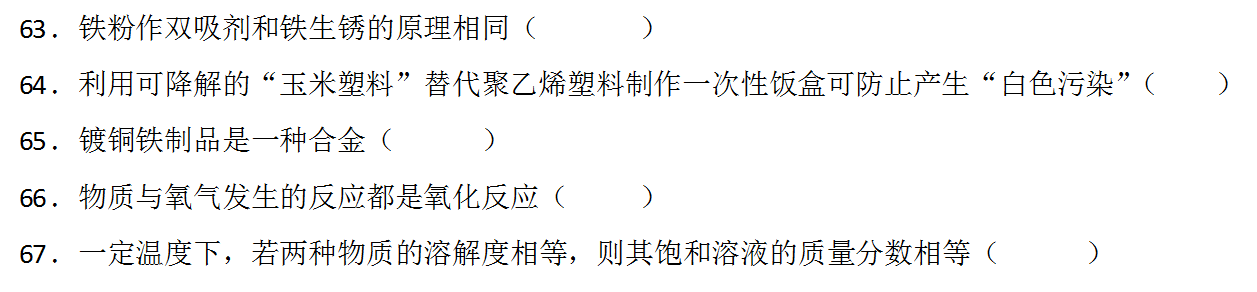 63．铁粉作双吸剂和铁生锈的原理相同（　　　）
64．利用可降解的“玉米塑料”替代聚乙烯塑料制作一次性饭盒可防止产生“白色污染”（　　）
65．镀铜铁制品是一种合金（　　　）
66．物质与氧气发生的反应都是氧化反应（　　　）
67．一定温度下，若两种物质的溶解度相等，则其饱和溶液的质量分数相等（　　　）